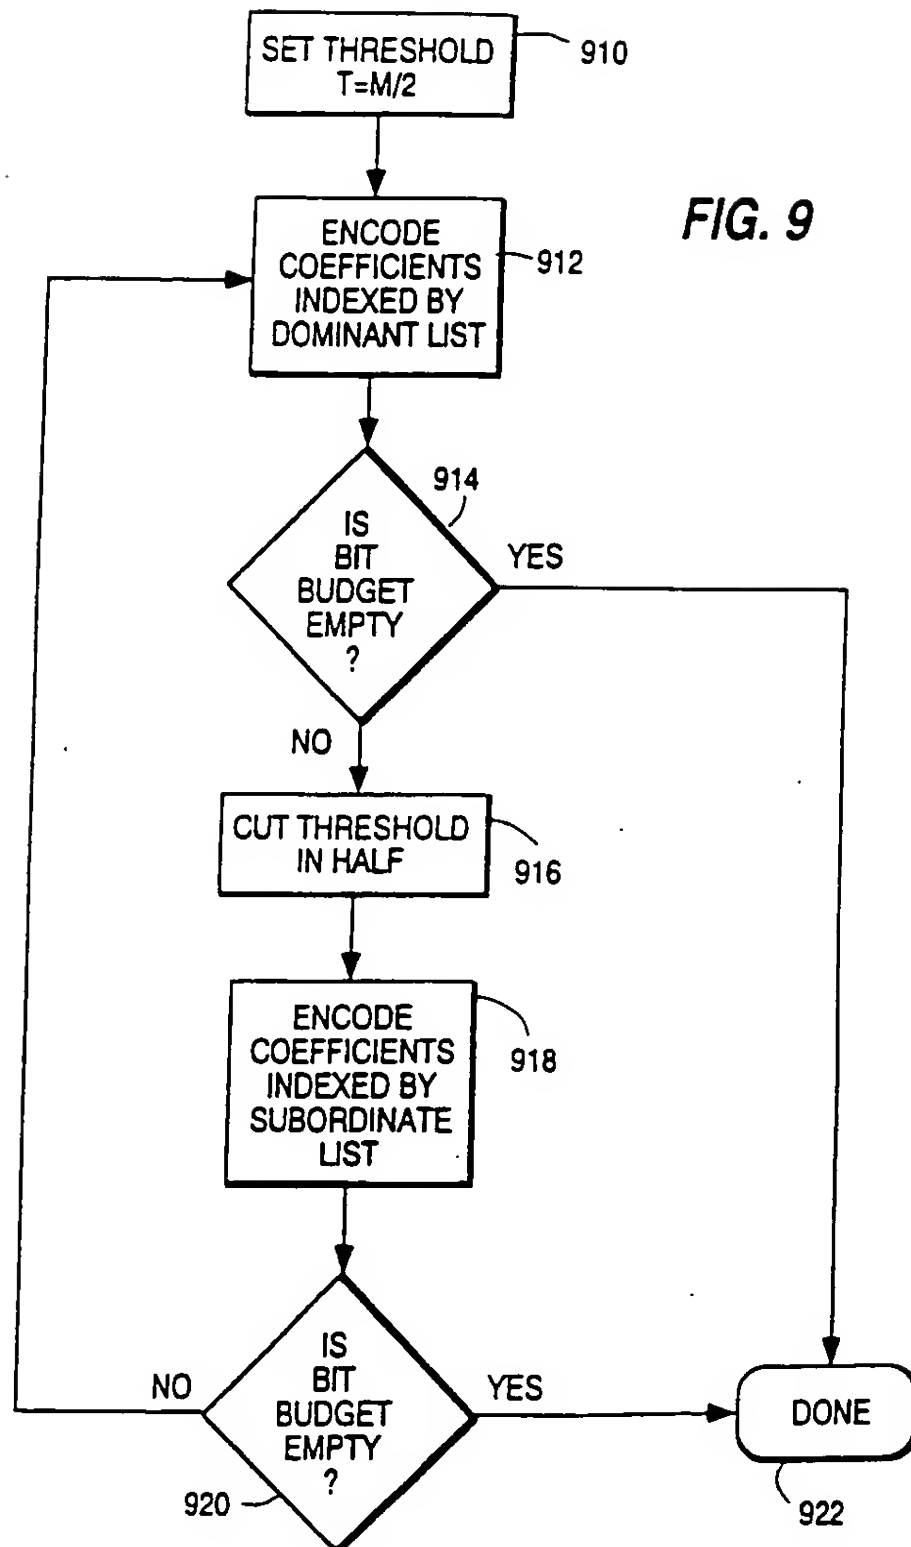 SET THRESHOLD
T=M/2
910
FIG. 9
ENCODE
COEFFICIENTS
INDEXED BY
DOMINANT LIST
912
914
IS
BIT
BUDGET
EMPTY
?
YES
NO
CUT THRESHOLD
IN HALF
916
ENCODE
COEFFICIENTS
INDEXED BY
SUBORDINATE
LIST
918
IS
BIT
BUDGET
EMPTY
?
NO
YES
920
DONE
922